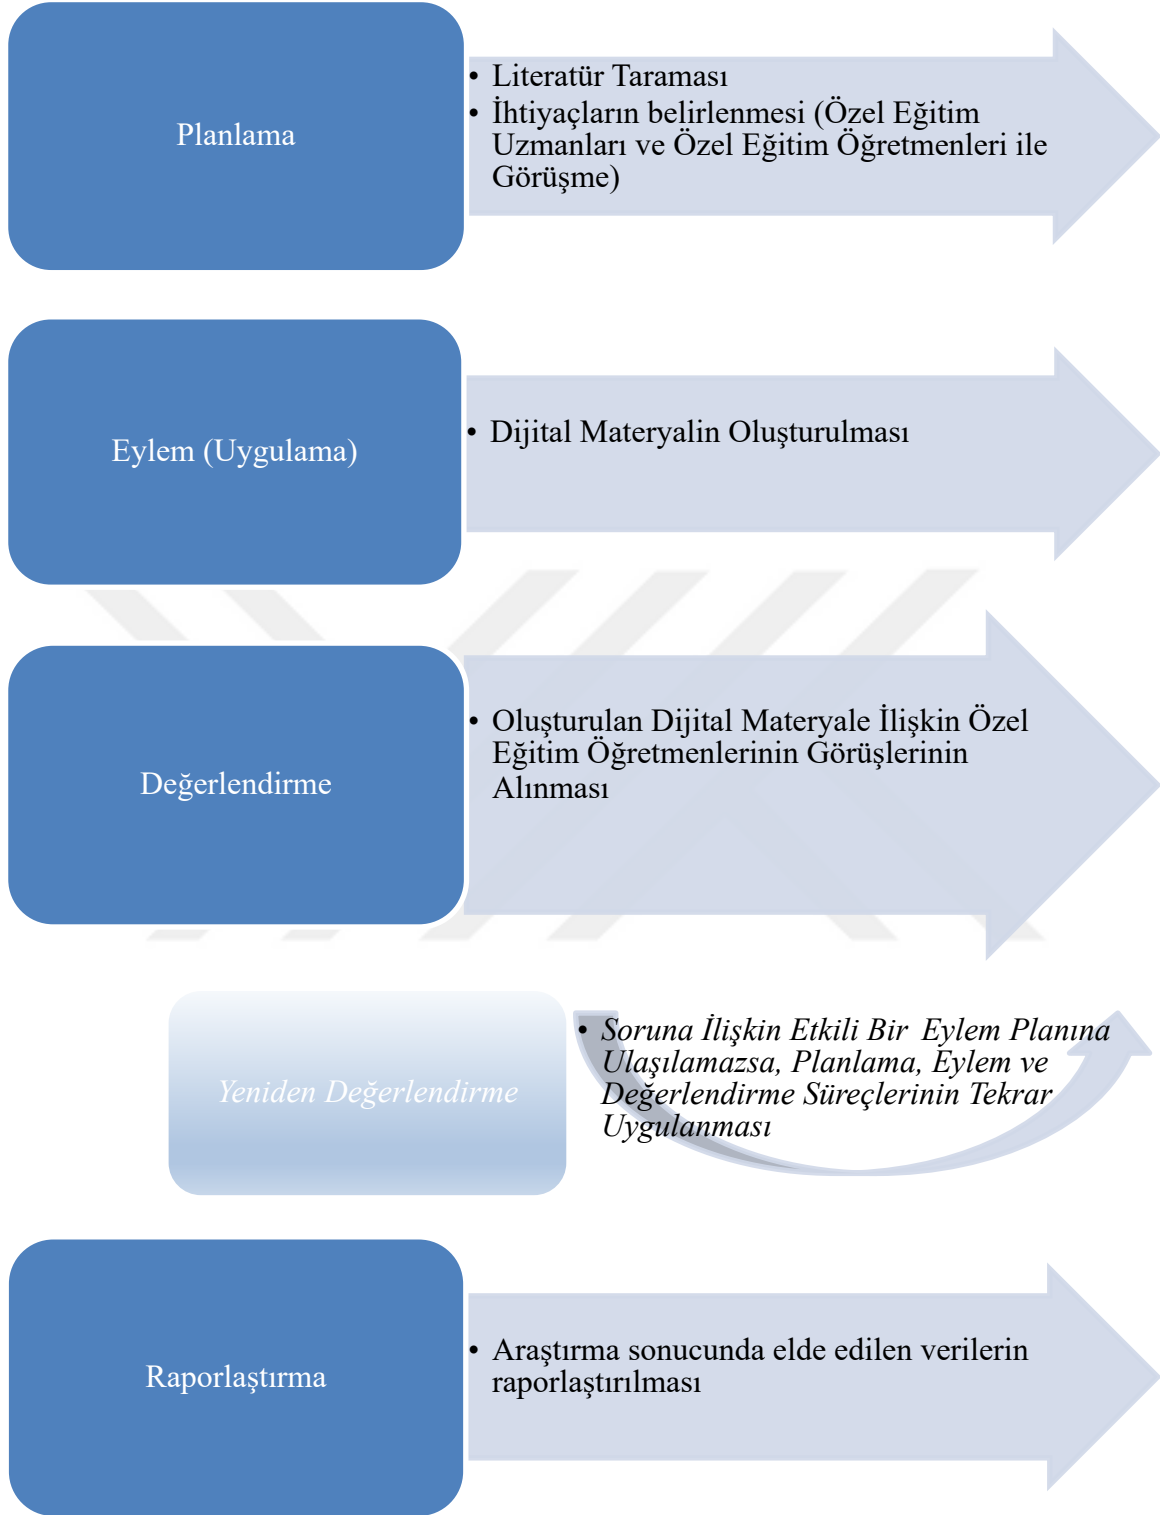 Planlama
• Literatür Taraması
• İhtiyaçların belirlenmesi (Özel Eğitim
Uzmanları ve Özel Eğitim Öğretmenleri ile
Görüşme)
Eylem (Uygulama)
• Dijital Materyalin Oluşturulması
Değerlendirme
• Oluşturulan Dijital Materyale İlişkin Özel
Eğitim Öğretmenlerinin Görüşlerinin
Alınması
Yeniden Değerlendirme
• Soruna İlişkin Etkili Bir Eylem Planına
Ulaşılamazsa, Planlama, Eylem ve
Değerlendirme Süreçlerinin Tekrar
Uygulanması
Raporlaştırma
• Araştırma sonucunda elde edilen verilerin
raporlaştırılması